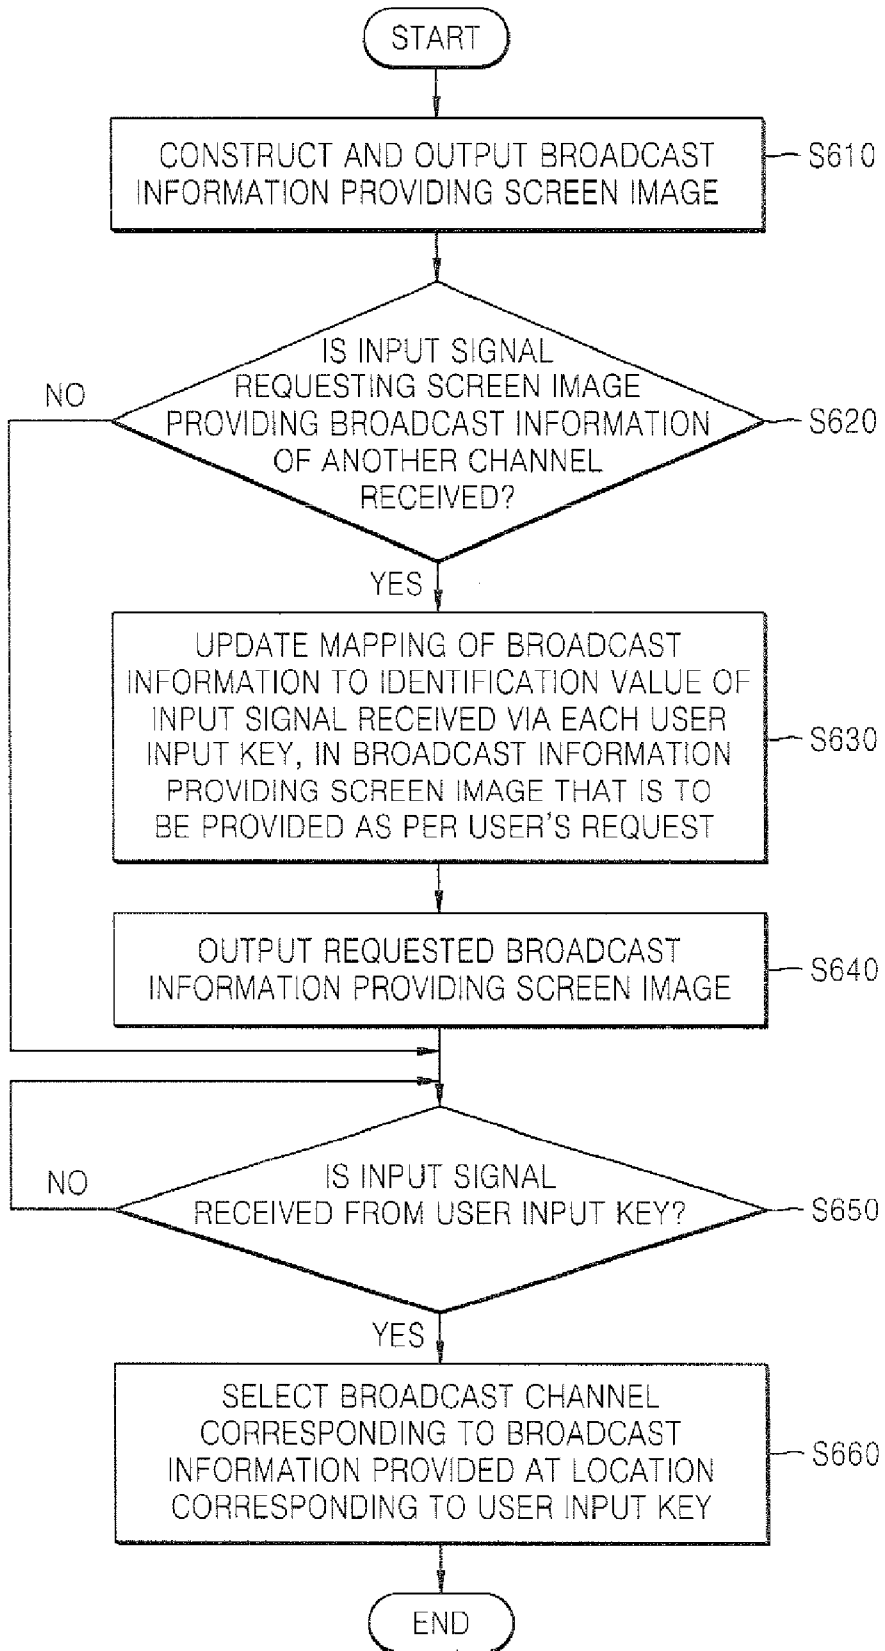 START
CONSTRUCT AND OUTPUT BROADCAST
INFORMATION PROVIDING SCREEN IMAGE
S610
IS INPUT SIGNAL
REQUESTING SCREEN IMAGE
PROVIDING BROADCAST INFORMATION
OF ANOTHER CHANNEL
RECEIVED?
NO
S620
YES
UPDATE MAPPING OF BROADCAST
INFORMATION TO IDENTIFICATION VALUE OF
INPUT SIGNAL RECEIVED VIA EACH USER
INPUT KEY, IN BROADCAST INFORMATION
PROVIDING SCREEN IMAGE THAT IS TO
BE PROVIDED AS PER USER'S REQUEST
S630
OUTPUT REQUESTED BROADCAST
INFORMATION PROVIDING SCREEN IMAGE
S640
IS INPUT SIGNAL
RECEIVED FROM USER INPUT KEY?
NO
S650
YES
SELECT BROADCAST CHANNEL
CORRESPONDING TO BROADCAST
INFORMATION PROVIDED AT LOCATION
CORRESPONDING TO USER INPUT KEY
S660
END